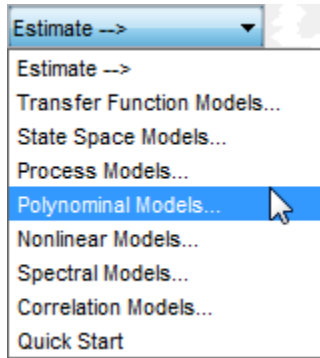 Estimate -->
Estimate -->
Transfer Function Models...
State Space Models...
Process Models...
Polynominal Models...
Nonlinear Models...
Spectral Models...
Correlation Models...
Quick Start